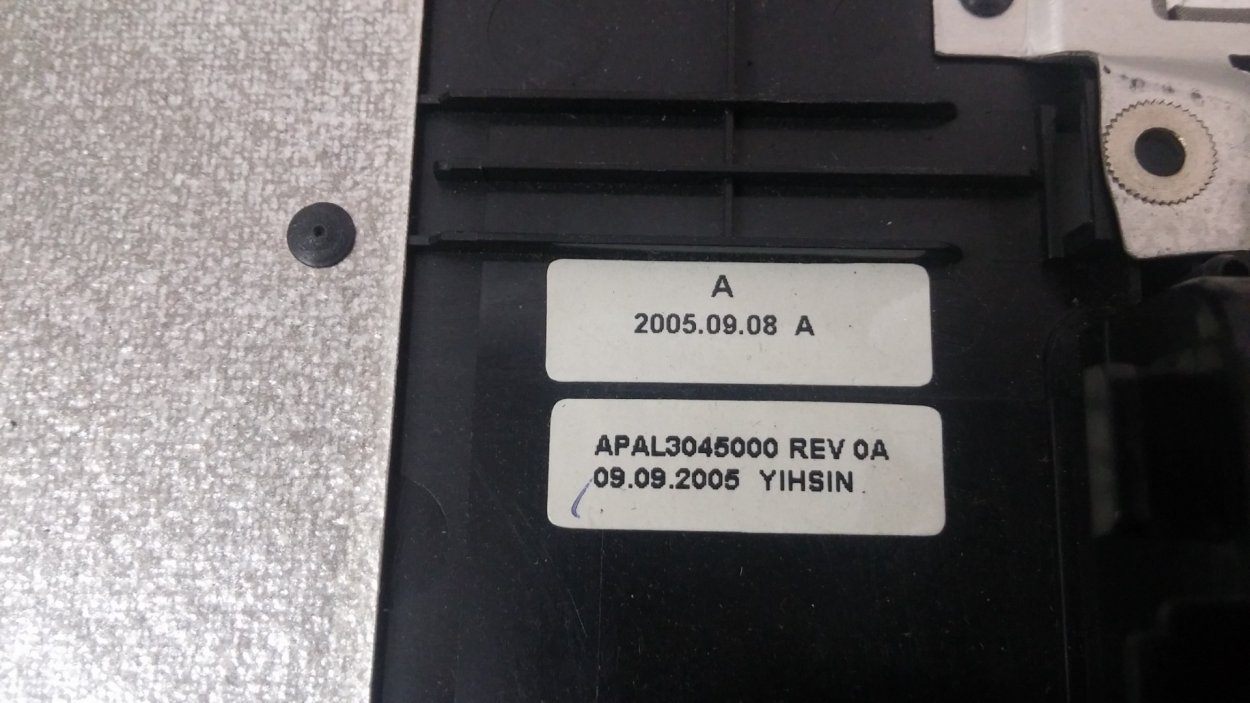 A
2005.09.08 A
APAL3045000 REV 0A
09.09.2005 YIHSIN